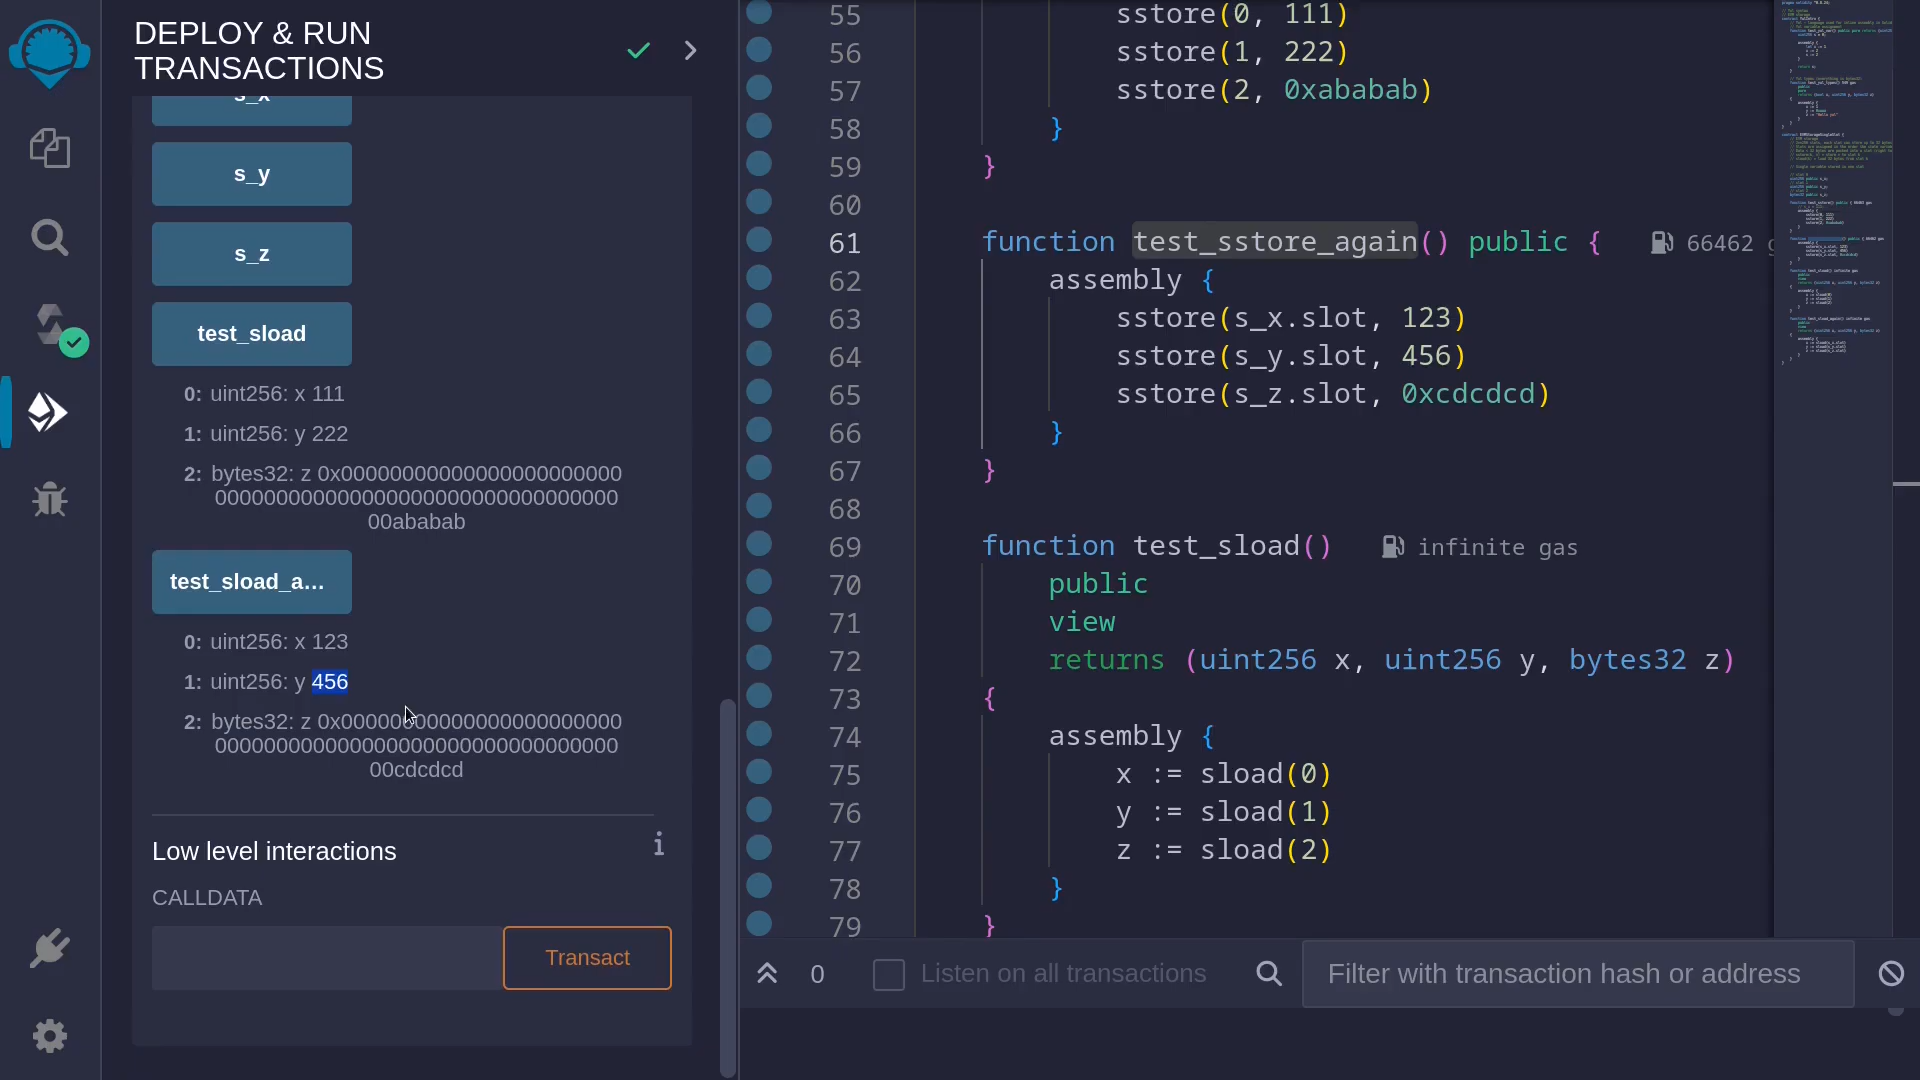 DEPLOY & RUN
TRANSACTIONS
s_x
s_y
s_z
test_sload
0: uint256: x 111
1: uint256: y 222
2: bytes32: z 0x0000000000000000000000000
000000000000000000000000000000000
00ababab
test_sload_a...
0: uint256: x 123
1: uint256: y 456
2: bytes32: z 0x0000000000000000000000000
000000000000000000000000000000000
00cdcdcd
Low level interactions
CALLDATA
Transact
55 sstore(0, 111)
56 sstore(1, 222)
57 sstore(2, 0xababab)
58 }
59 }
60
61 function test_sstore_again() public { 66462 g
62 assembly {
63 sstore(s_x.slot, 123)
64 sstore(s_y.slot, 456)
65 sstore(s_z.slot, 0xcdcdcd)
66 }
67 }
68
69 function test_sload() infinite gas
70 public
71 view
72 returns (uint256 x, uint256 y, bytes32 z)
73 {
74 assembly {
75 x := sload(0)
76 y := sload(1)
77 z := sload(2)
78 }
79 }
0
Listen on all transactions
Filter with transaction hash or address